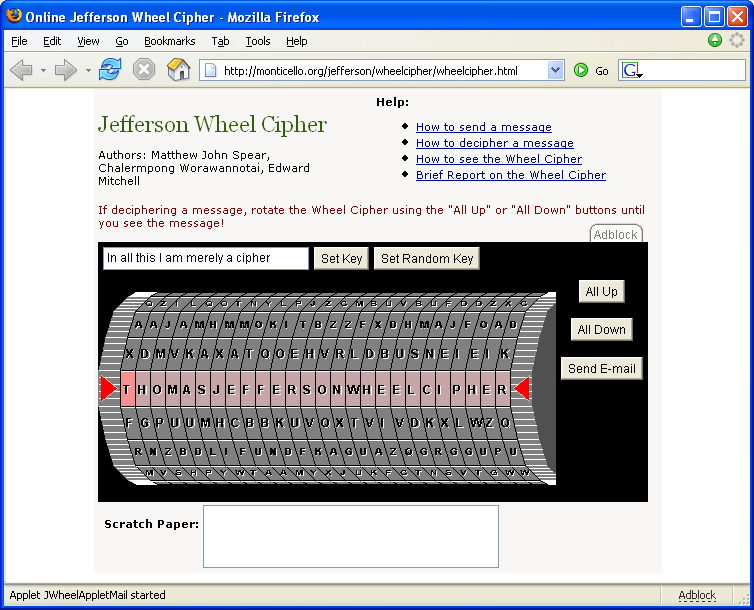 Online Jefferson Wheel Cipher - Mozilla Firefox
File Edit View Go Bookmarks Tab Tools Help
http://monticello.org/jefferson/wheelcipher/wheelcipher.html Go G
Help:
Jefferson Wheel Cipher
Authors: Matthew John Spear,
Chalermpong Worawannotai, Edward
Mitchell
How to send a message
How to decipher a message
How to see the Wheel Cipher
Brief Report on the Wheel Cipher
If deciphering a message, rotate the Wheel Cipher using the "All Up" or "All Down" buttons until
you see the message!
Adblock
In all this I am merely a cipher Set Key Set Random Key
All Up
All Down
Send E-mail
A A J A M H M M O K I T B Z Z F X D H M A J F O A D
X D M V K A X A T Q O E H V R L D B U S N E I E I K
T H O M A S J E F F E R S O N W H E E L C I P H E R
F G P U U M H C B B K U V Q X T V I V D K X L W Z Q
R N Z B D L I F U N D F K A G U A Z Q G R G G U P U
Scratch Paper:
Applet JWheelAppletMail started Adblock